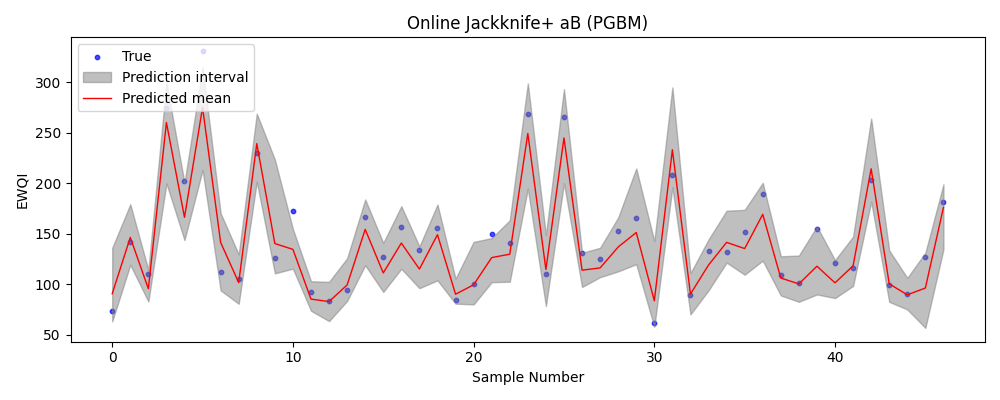 Online Jackknife+ aB (PGBM)
True
Prediction interval
Predicted mean
EWQI
300
250
200
150
100
50
0
10
20
30
40
Sample Number